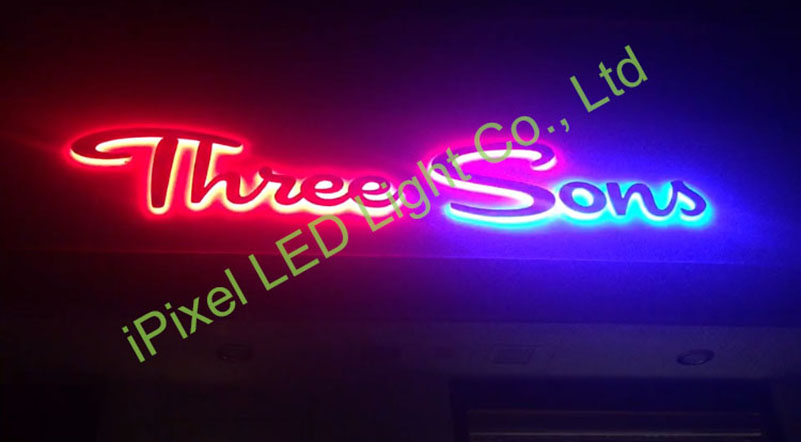 Three Sons
iPixel LED Light Co., Ltd